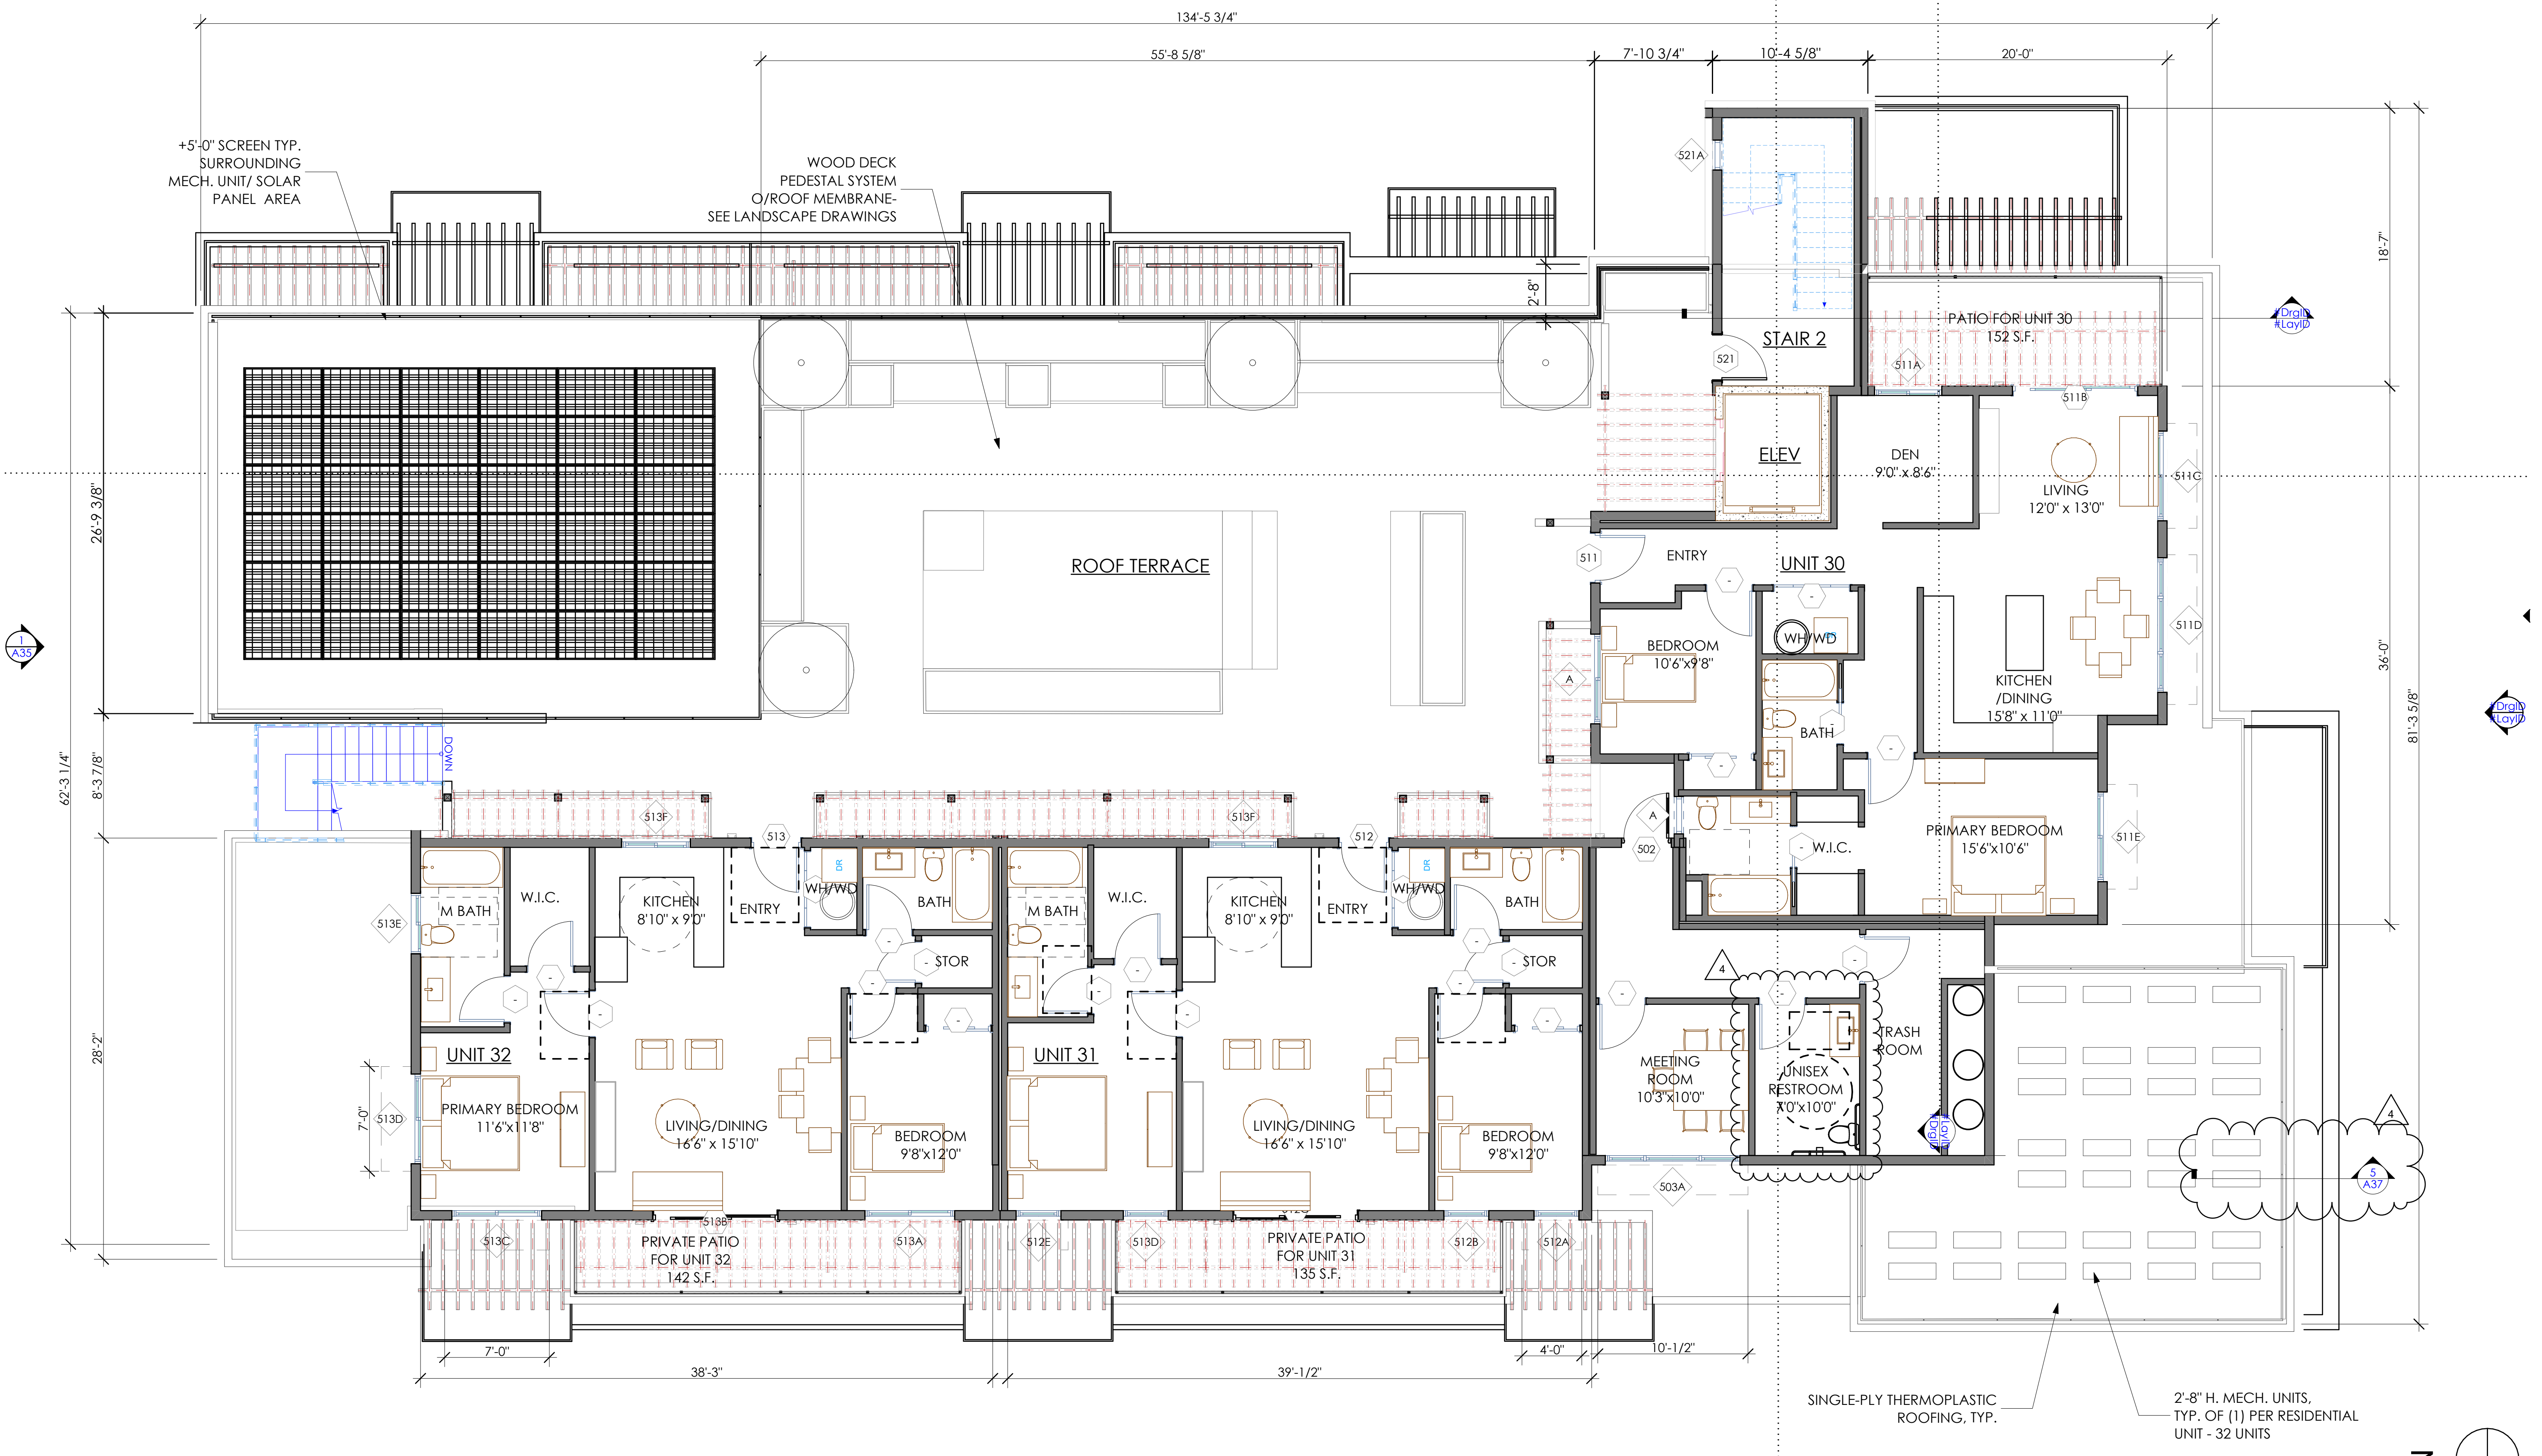 134'-5 3/4"
55'-8 5/8"
7'-10 3/4"
10'-4 5/8"
20'-0"
+5'-0" SCREEN TYP.
SURROUNDING
MECH. UNIT/ SOLAR
PANEL AREA
WOOD DECK
PEDESTAL SYSTEM
O/ROOF MEMBRANE-
SEE LANDSCAPE DRAWINGS
521A
18'-7"
2'-8"
STAIR 2
521
PATIO FOR UNIT 30
152 S.F.
511A
511B
#DrgID
#LayID
ELEV
DEN
9'0" x 8'6"
LIVING
12'0" x 13'0"
511C
26'-9 3/8"
ROOF TERRACE
511
ENTRY
UNIT 30
-
-
WH/WD
DR
511D
1
A35
BEDROOM
10'6"x9'8"
A
KITCHEN
/DINING
15'8" x 11'0"
36'-0"
81'-3 5/8"
#DrgID
#LayID
-
BATH
-
-
DOWN
62'-3 1/4"
8'-3 7/8"
513F
513
513F
512
A
502
PRIMARY BEDROOM
15'6"x10'6"
511E
-
W.I.C.
M BATH
W.I.C.
KITCHEN
8'10" x 9'0"
ENTRY
WH/WD
DR
BATH
M BATH
W.I.C.
KITCHEN
8'10" x 9'0"
ENTRY
WH/WD
DR
BATH
513E
-
-
STOR
-
-
-
-
-
-
-
STOR
-
-
-
-
-
-
-
-
-
4
28'-2"
7'-0"
UNIT 32
UNIT 31
TRASH
ROOM
MEETING
ROOM
10'3"x10'0"
UNISEX
RESTROOM
7'0"x10'0"
#DrgID
#LayID
4
513D
PRIMARY BEDROOM
11'6"x11'8"
LIVING/DINING
16'6" x 15'10"
BEDROOM
9'8"x12'0"
LIVING/DINING
16'6" x 15'10"
BEDROOM
9'8"x12'0"
503A
5
A37
513C
513B
PRIVATE PATIO
FOR UNIT 32
142 S.F.
513A
512E
513D
PRIVATE PATIO
FOR UNIT 31
135 S.F.
512B
512A
7'-0"
4'-0"
10'-1/2"
38'-3"
39'-1/2"
SINGLE-PLY THERMOPLASTIC
ROOFING, TYP.
2'-8" H. MECH. UNITS,
TYP. OF (1) PER RESIDENTIAL
UNIT - 32 UNITS